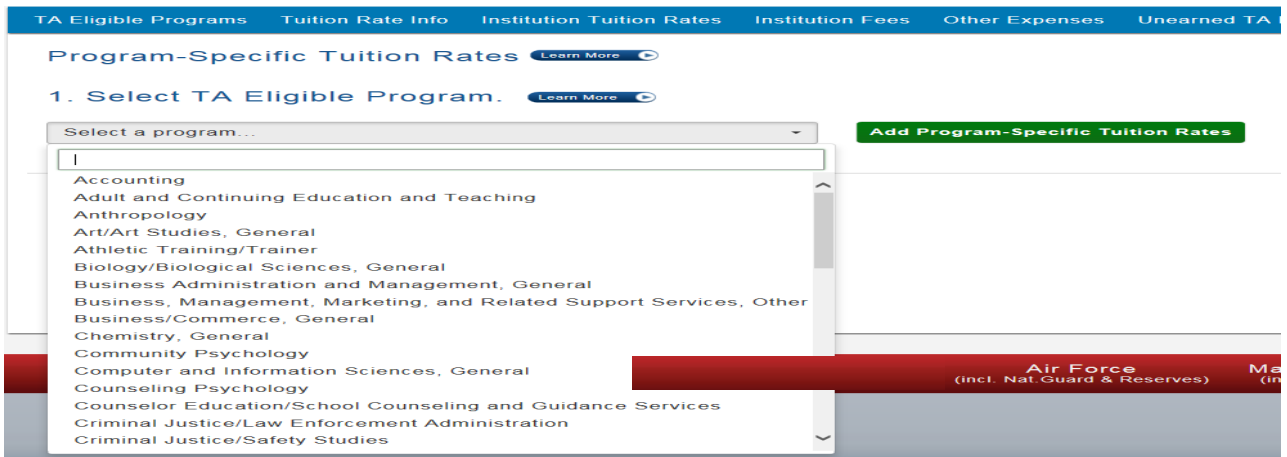 TA Eligible Programs Tuition Rate Info Institution Tuition Rates Institution Fees Other Expenses Unearned TA
Program-Specific Tuition Rates Learn More
1. Select TA Eligible Program. Learn More
Select a program... Add Program-Specific Tuition Rates
Accounting
Adult and Continuing Education and Teaching
Anthropology
Art/Art Studies, General
Athletic Training/Trainer
Biology/Biological Sciences, General
Business Administration and Management, General
Business, Management, Marketing, and Related Support Services, Other
Business/Commerce, General
Chemistry, General
Community Psychology
Computer and Information Sciences, General
Counseling Psychology
Counselor Education/School Counseling and Guidance Services
Criminal Justice/Law Enforcement Administration
Criminal Justice/Safety Studies
Air Force Ma
(incl. Nat.Guard & Reserves) (in